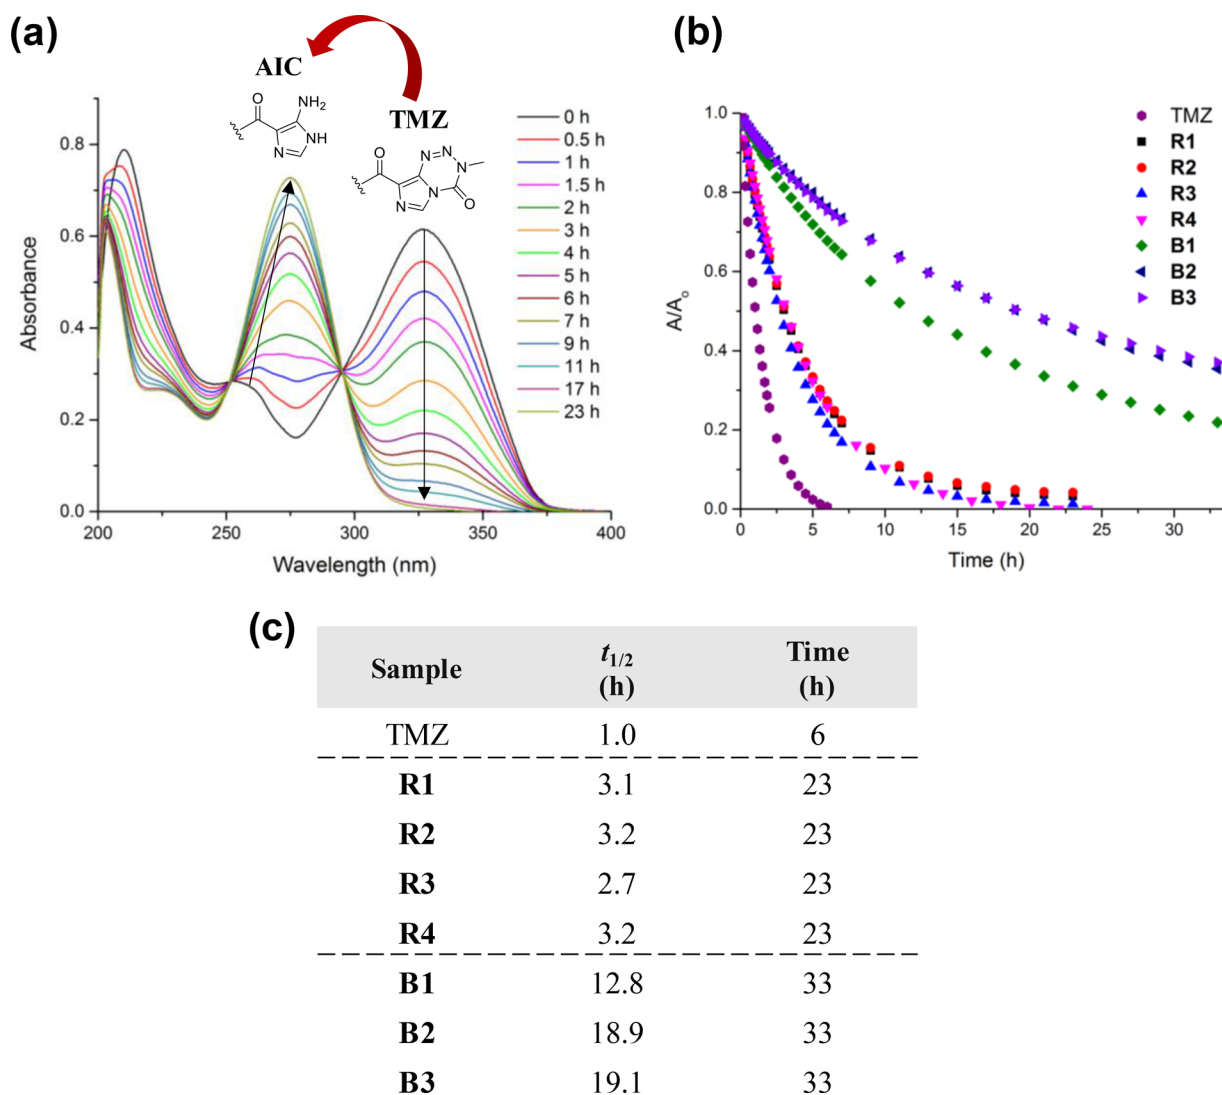 (a)
AIC
O
NH₂
NH
N
TMZ
O
N
N
N
N
N
O
0 h
0.5 h
1 h
1.5 h
2 h
3 h
4 h
5 h
6 h
7 h
9 h
11 h
17 h
23 h
0.8
0.6
0.4
0.2
0.0
Absorbance
200
250
300
350
400
Wavelength (nm)
(b)
1.0
0.8
0.6
0.4
0.2
0.0
A/Aₒ
0
5
10
15
20
25
30
Time (h)
TMZ
R1
R2
R3
R4
B1
B2
B3
(c)
Sample t1/2 (h) Time (h)
TMZ 1.0 6
R1 3.1 23
R2 3.2 23
R3 2.7 23
R4 3.2 23
B1 12.8 33
B2 18.9 33
B3 19.1 33